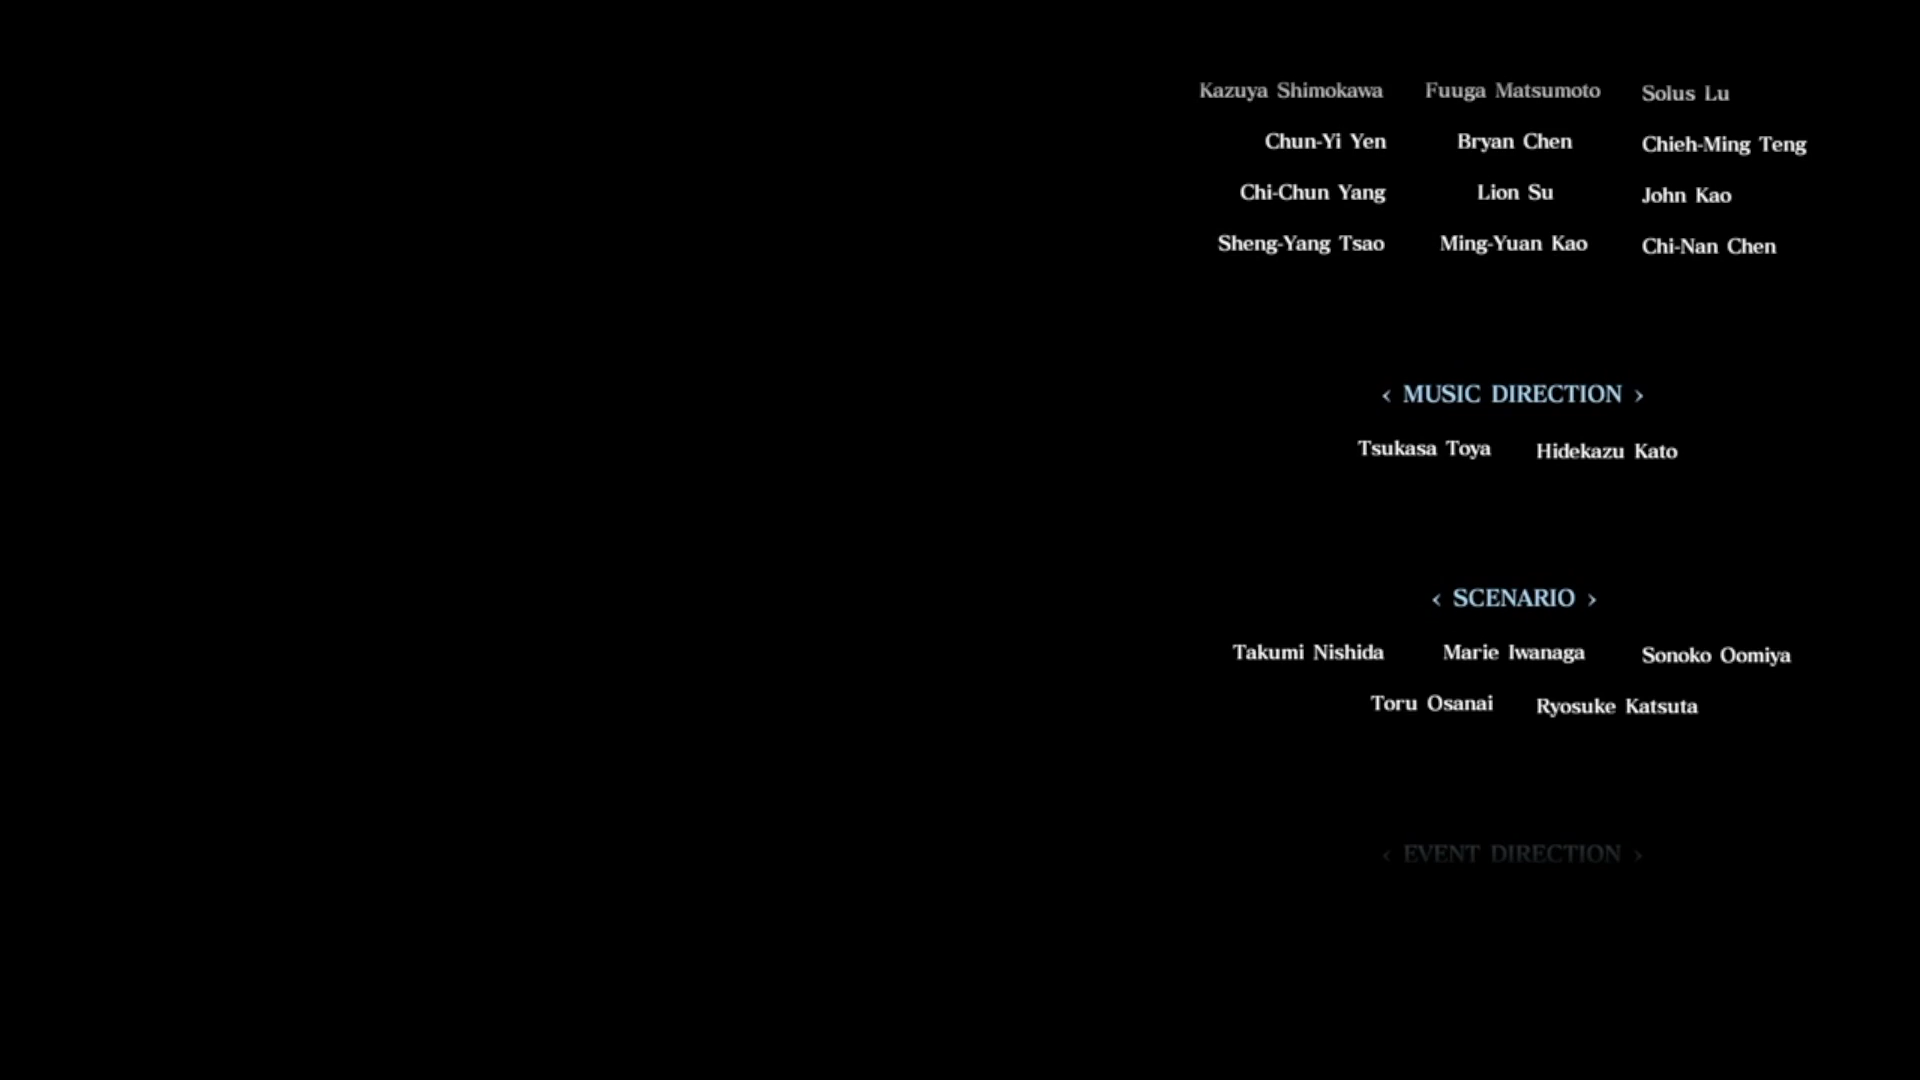 Kazuya Shimokawa Fuuga Matsumoto Solus Lu
Chun-Yi Yen Bryan Chen Chieh-Ming Teng
Chi-Chun Yang Lion Su John Kao
Sheng-Yang Tsao Ming-Yuan Kao Chi-Nan Chen
‹ MUSIC DIRECTION ›
Tsukasa Toya Hidekazu Kato
‹ SCENARIO ›
Takumi Nishida Marie Iwanaga Sonoko Oomiya
Toru Osanai Ryosuke Katsuta
‹ EVENT DIRECTION ›